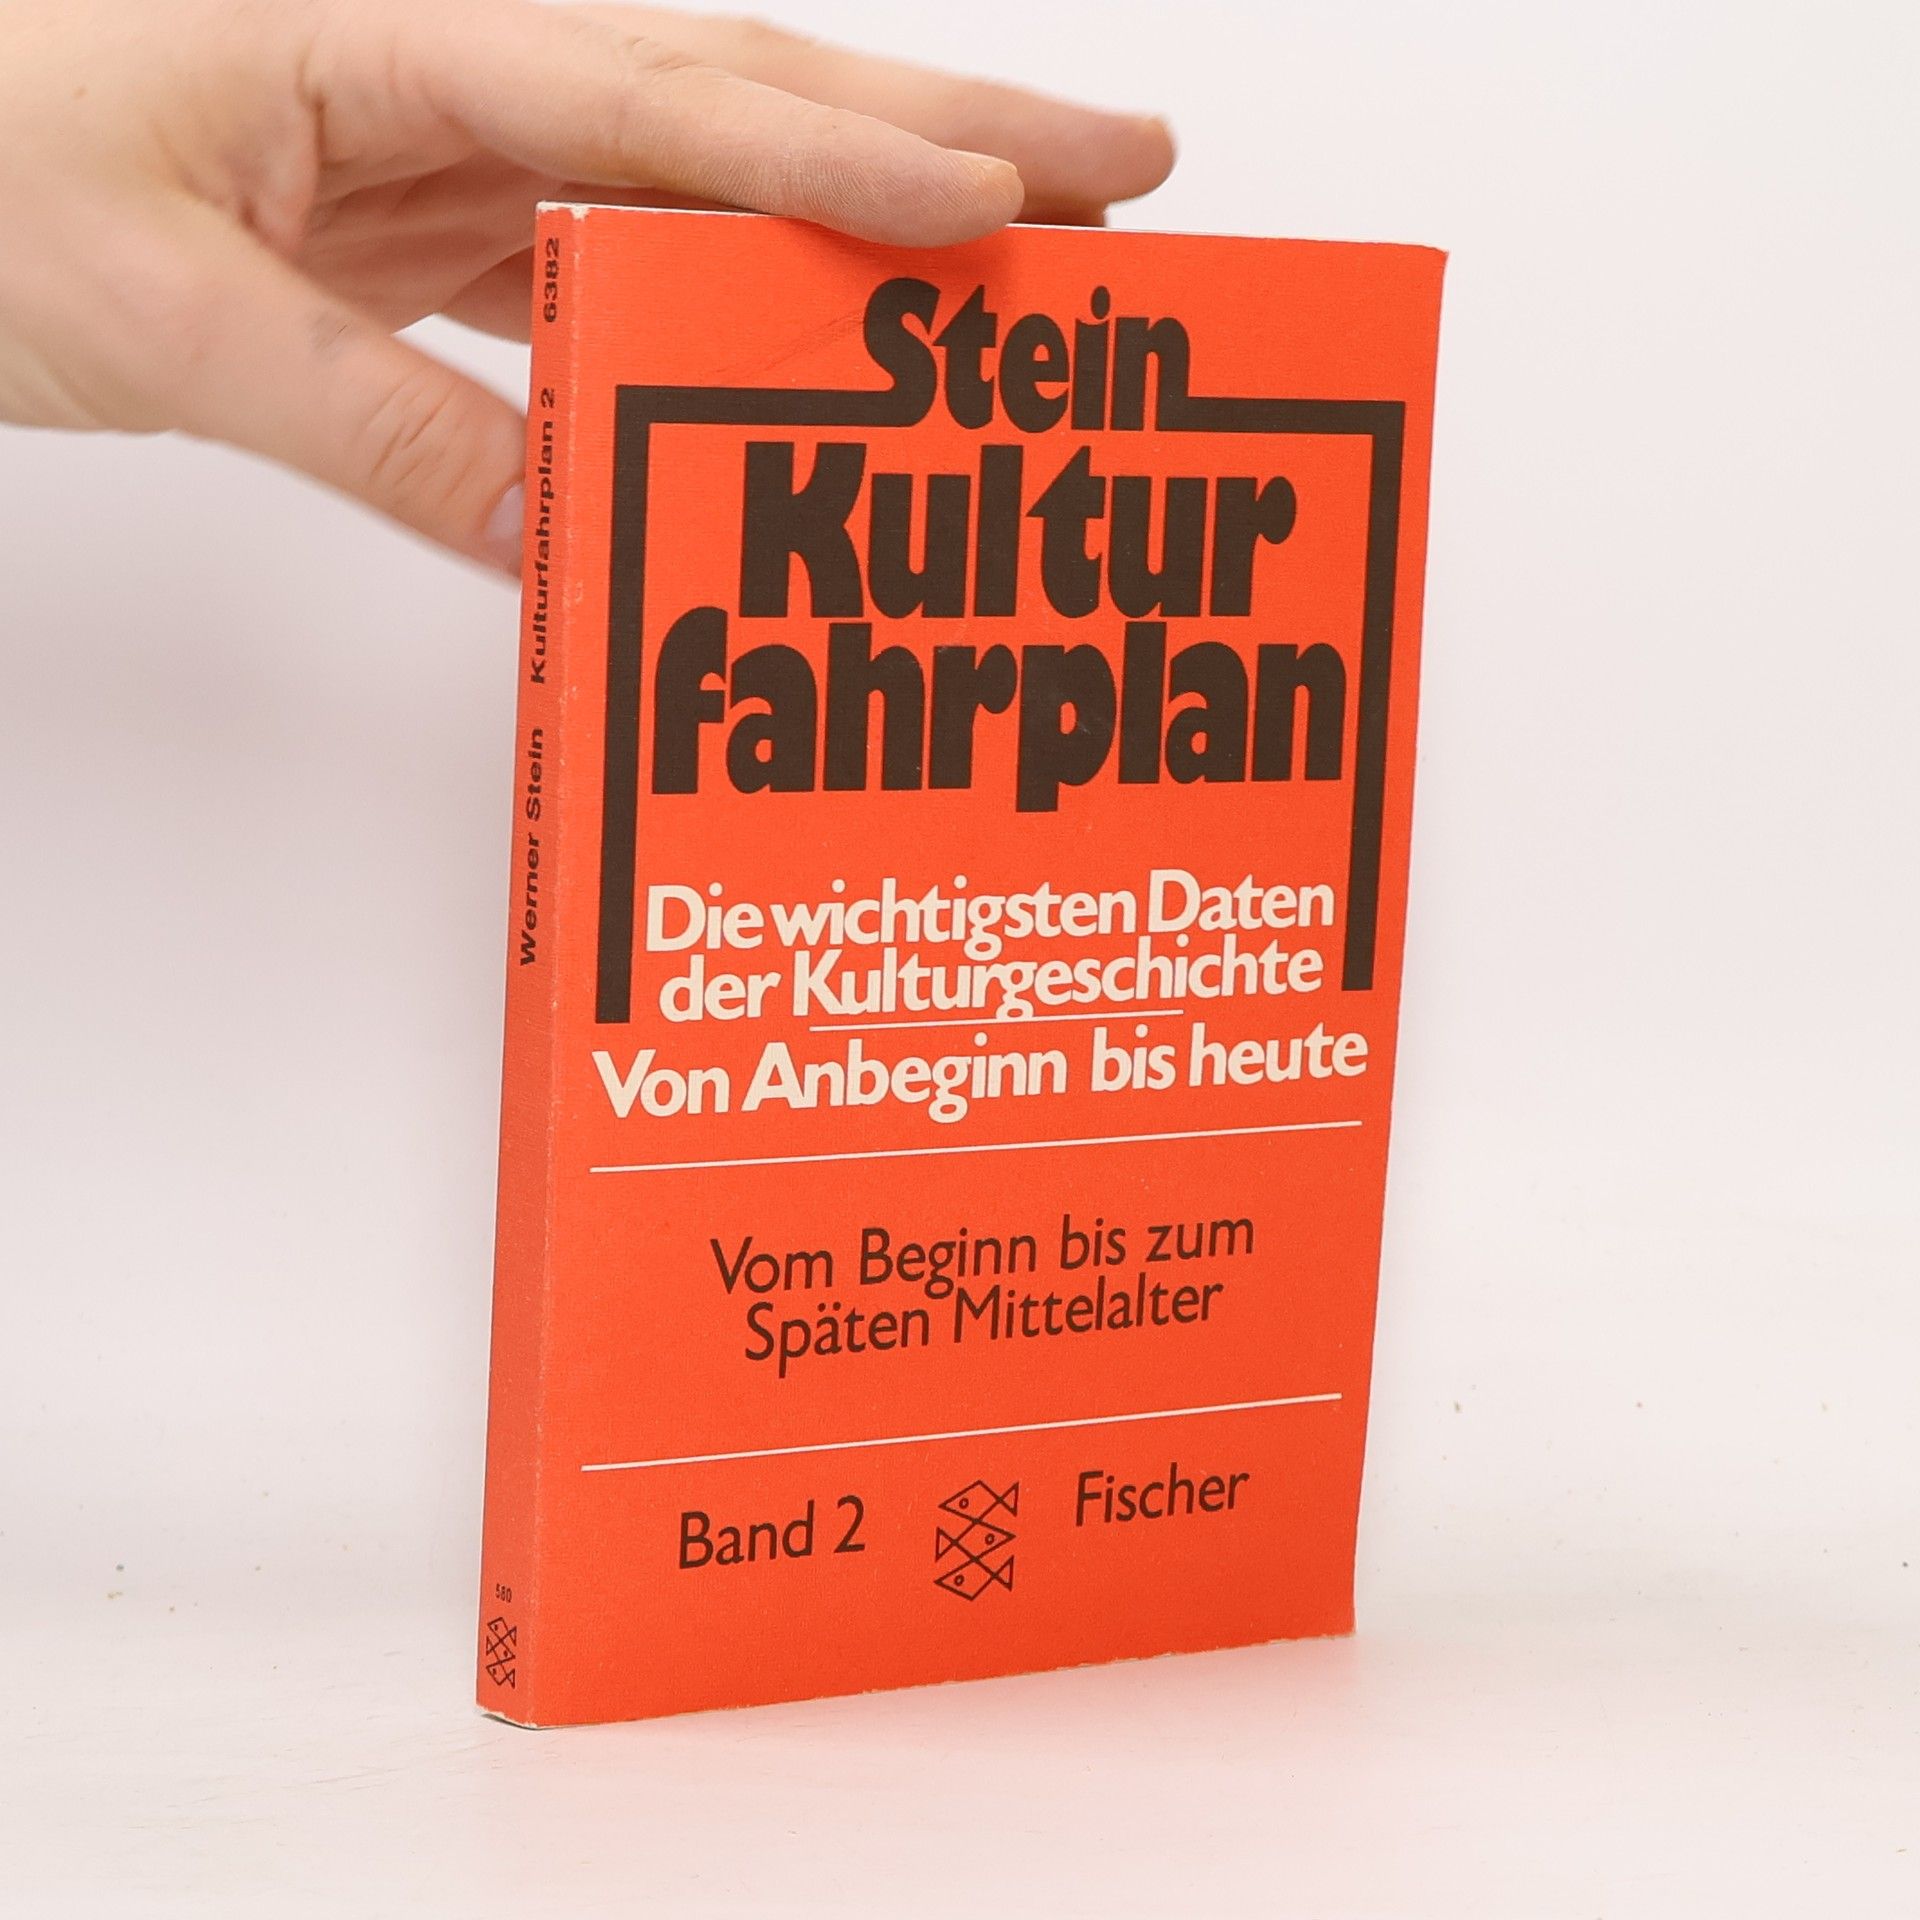 Stein
Kultur
fahrplan
Die wichtigsten Daten
der Kulturgeschichte
Von Anbeginn bis heute
Vom Beginn bis zum
Späten Mittelalter
Band 2
Fischer
Werner Stein Kulturfahrplan 2 6382
580